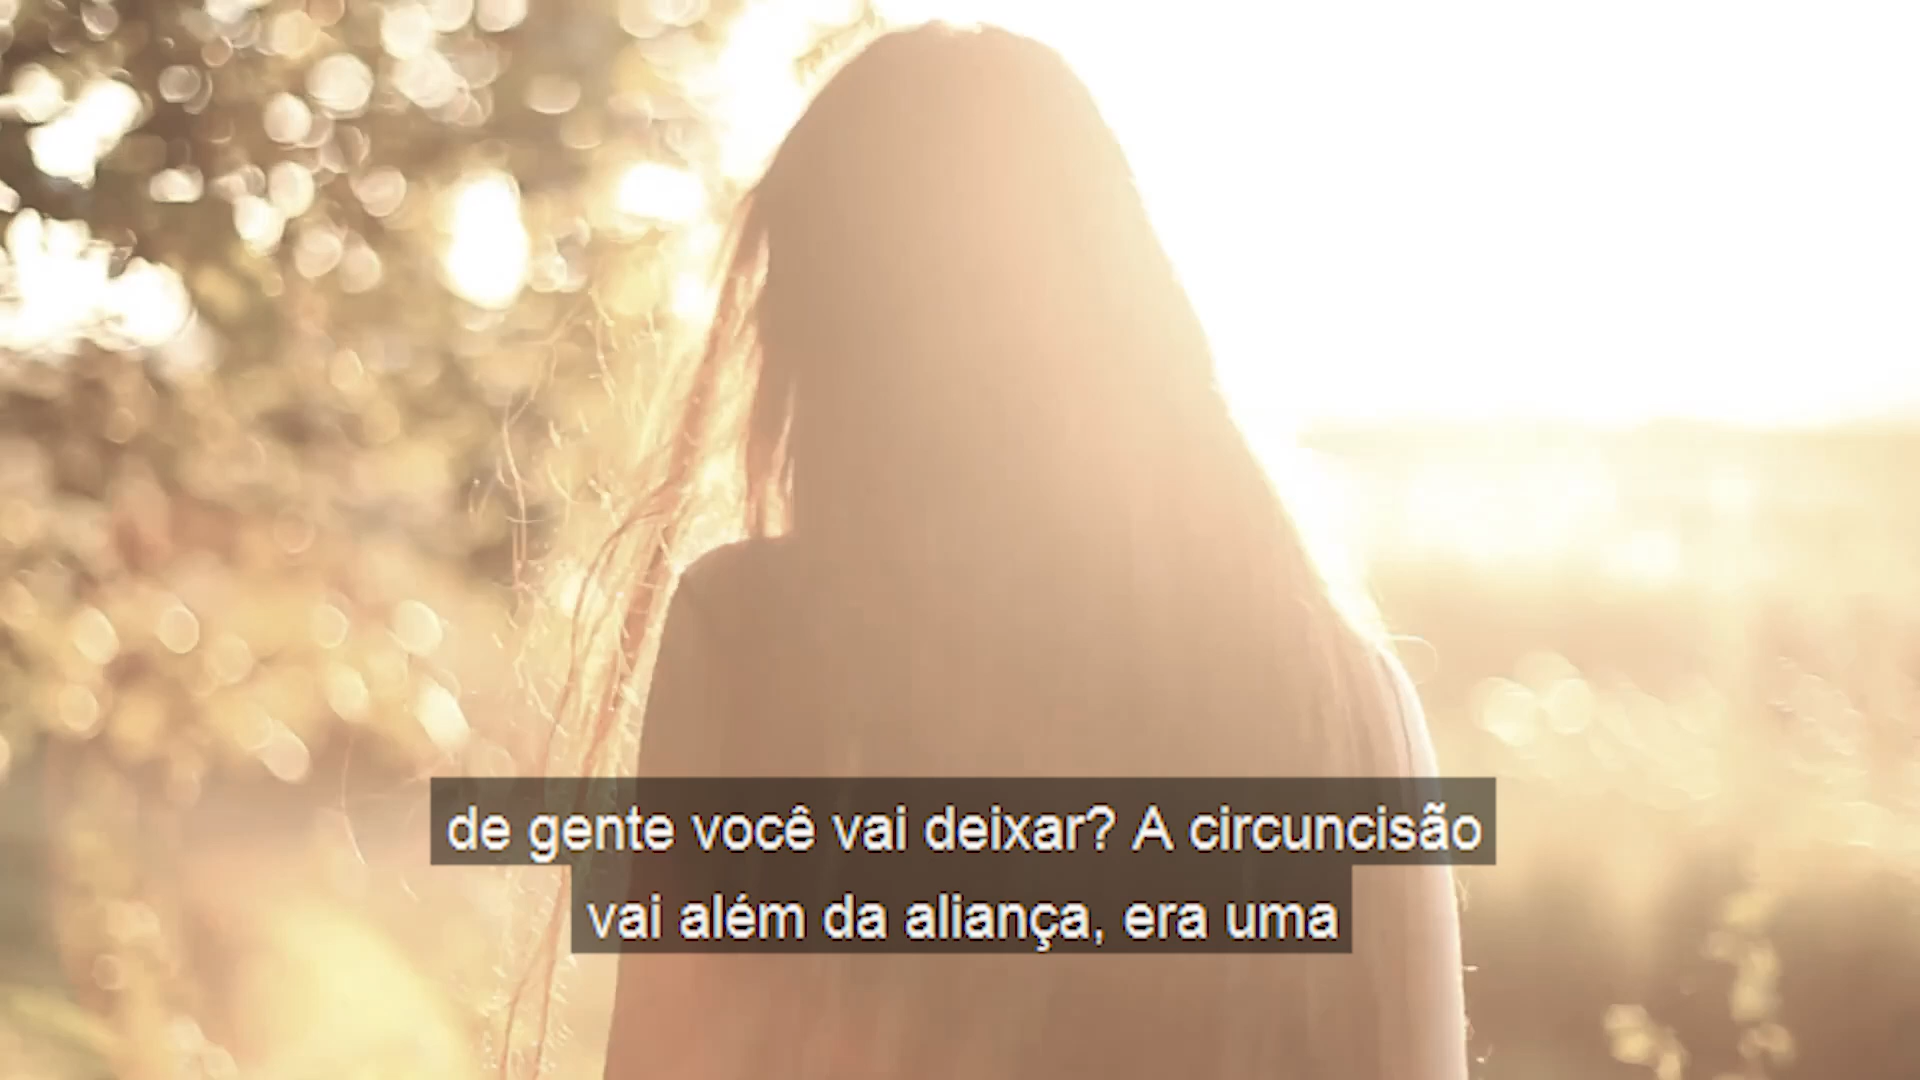 de gente você vai deixar? A circuncisão
vai além da aliança, era uma